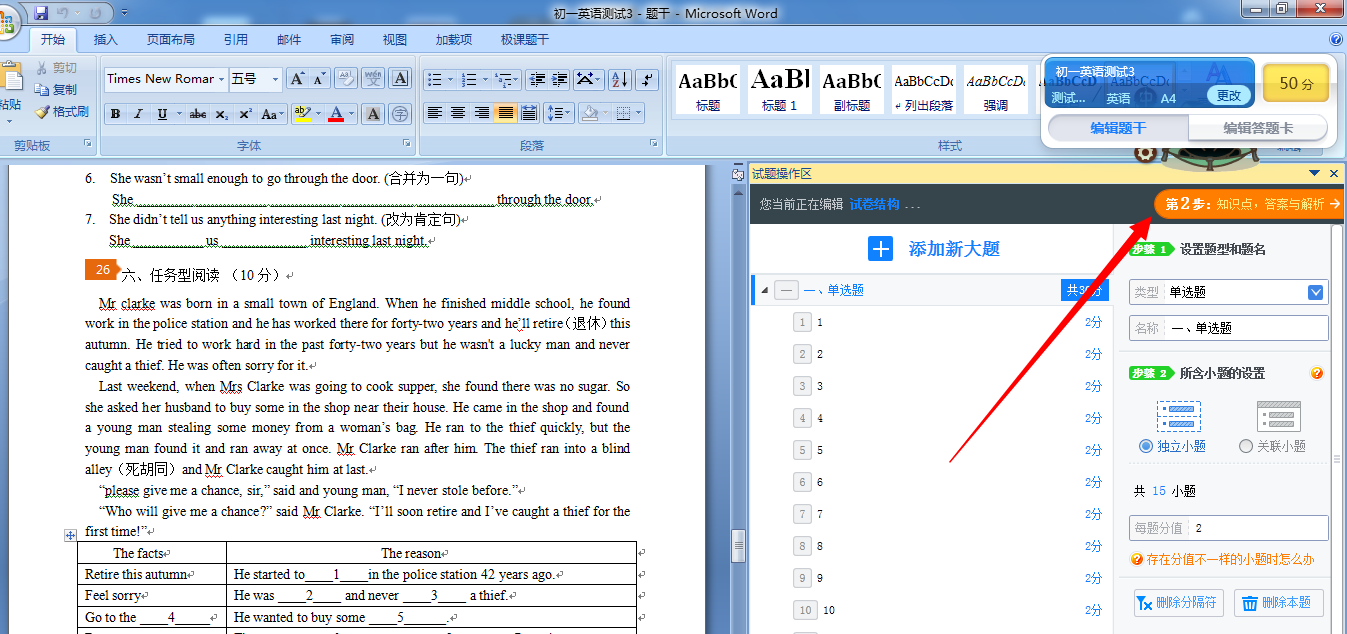 初一英语测试3 - 题干 - Microsoft Word
开始 插入 页面布局 引用 邮件 审阅 视图 加载项 极课题干
剪切
复制
粘贴
格式刷
剪贴板
Times New Roman 五号
字体
段落
AaBbC AaBl AaBbC AaBbCcD AaBbCcD
标题 标题 1 副标题 列出段落 强调
样式
初一英语测试3
测试... 英语 A4 更改
50 分
编辑题干 编辑答题卡
6. She wasn’t small enough to go through the door. (合并为一句)
She ________ through the door.
7. She didn’t tell us anything interesting last night. (改为肯定句)
She ________ us ________ interesting last night.
26 六、任务型阅读 （10 分）
Mr clarke was born in a small town of England. When he finished middle school, he found
work in the police station and he has worked there for forty-two years and he’ll retire（退休）this
autumn. He tried to work hard in the past forty-two years but he wasn't a lucky man and never
caught a thief. He was often sorry for it.
Last weekend, when Mrs Clarke was going to cook supper, she found there was no sugar. So
she asked her husband to buy some in the shop near their house. He came in the shop and found
a young man stealing some money from a woman’s bag. He ran to the thief quickly, but the
young man found it and ran away at once. Mr Clarke ran after him. The thief ran into a blind
alley（死胡同）and Mr Clarke caught him at last.
“please give me a chance, sir,” said and young man, “I never stole before.”
“Who will give me a chance?” said Mr Clarke. “I’ll soon retire and I’ve caught a thief for the
first time!”
The facts The reason
Retire this autumn He started to____1____in the police station 42 years ago.
Feel sorry He was ____2____ and never ____3____ a thief.
Go to the ____4_____ He wanted to buy some ____5______.
试题操作区
您当前正在编辑 试卷结构 ...
第2步: 知识点，答案与解析
添加新大题
一 一、单选题 共30分
1 1 2分
2 2 2分
3 3 2分
4 4 2分
5 5 2分
6 6 2分
7 7 2分
8 8 2分
9 9 2分
10 10 2分
步骤 1 设置题型和题名
类型 单选题
名称 一、单选题
步骤 2 所含小题的设置
独立小题 关联小题
共 15 小题
每题分值 2
存在分值不一样的小题时怎么办
删除分隔符 删除本题